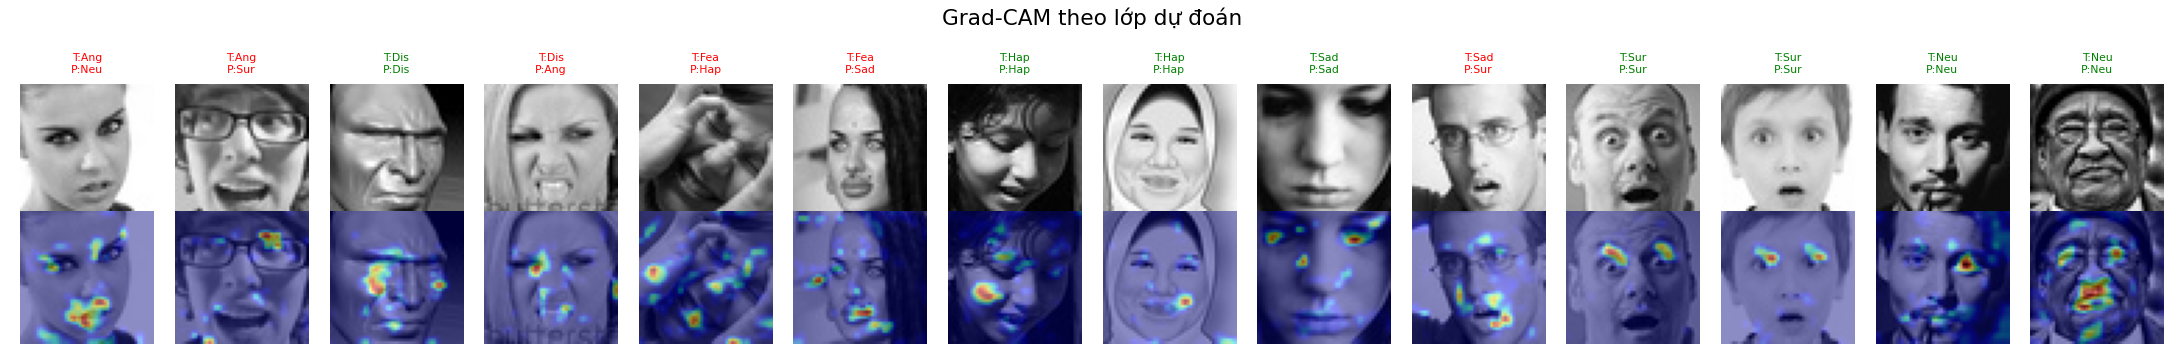 Grad-CAM theo lớp dự đoán
T:Ang
P:Neu
T:Ang
P:Sur
T:Dis
P:Dis
T:Dis
P:Ang
T:Fea
P:Hap
T:Fea
P:Sad
T:Hap
P:Hap
T:Hap
P:Hap
T:Sad
P:Sad
T:Sad
P:Sur
T:Sur
P:Sur
T:Sur
P:Sur
T:Neu
P:Neu
T:Neu
P:Neu